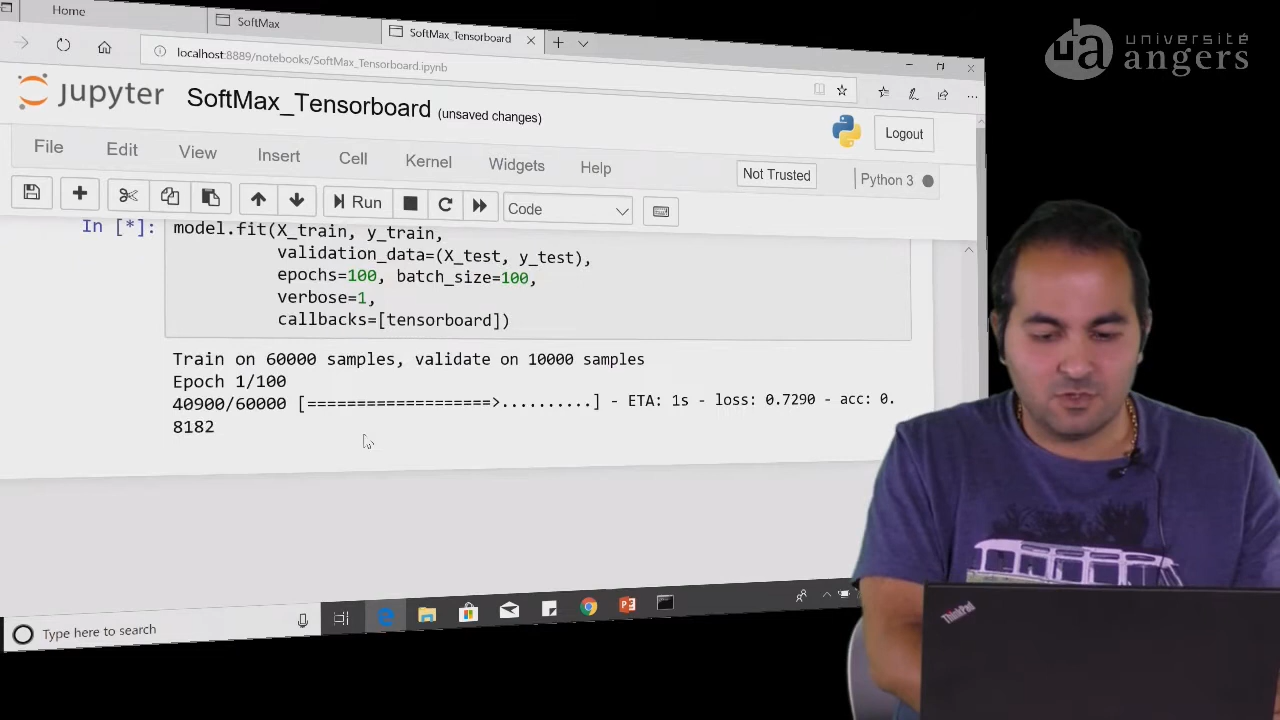 Home
SoftMax
SoftMax_Tensorboard
localhost:8889/notebooks/SoftMax_Tensorboard.ipynb
université
angers
jupyter SoftMax_Tensorboard (unsaved changes)
Logout
File Edit View Insert Cell Kernel Widgets Help
Not Trusted
Python 3
Run
Code
In [*]: model.fit(X_train, y_train,
validation_data=(X_test, y_test),
epochs=100, batch_size=100,
verbose=1,
callbacks=[tensorboard])
Train on 60000 samples, validate on 10000 samples
Epoch 1/100
40900/60000 [===================>..........] - ETA: 1s - loss: 0.7290 - acc: 0.
8182
Type here to search
ThinkPad